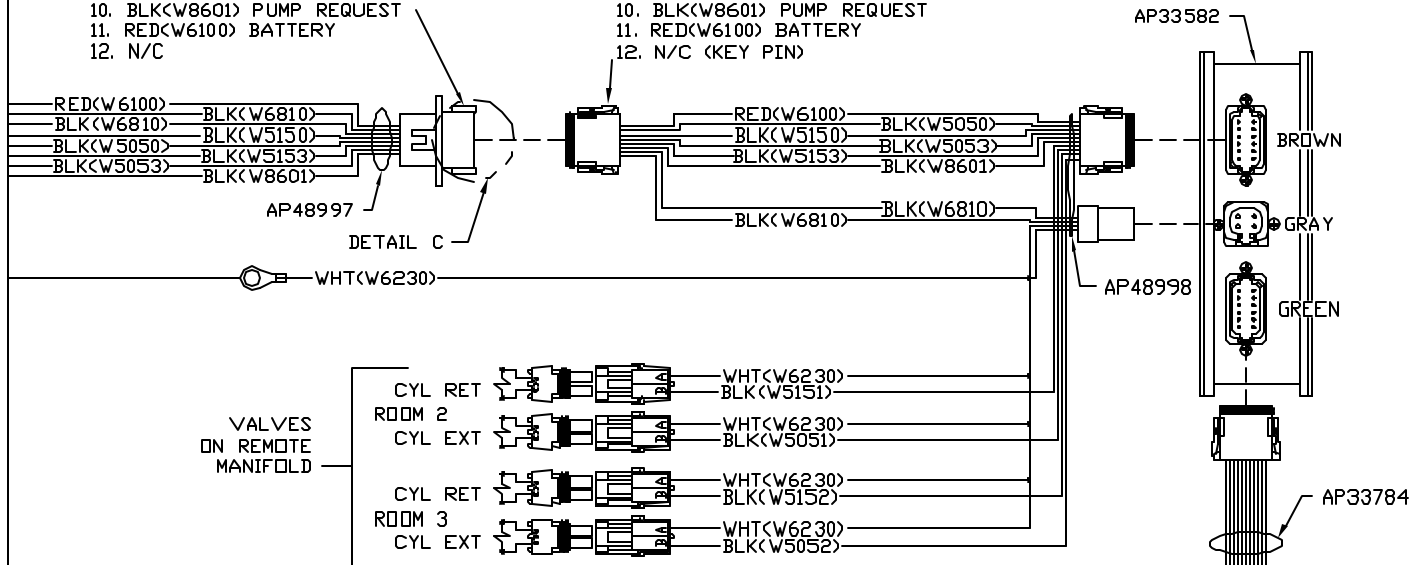 10. BLK(W8601) PUMP REQUEST
11. RED(W6100) BATTERY
12. N/C
10. BLK(W8601) PUMP REQUEST
11. RED(W6100) BATTERY
12. N/C (KEY PIN)
AP33582
RED(W6100)
BLK(W6810)
BLK(W6810)
BLK(W5150)
BLK(W5050)
BLK(W5153)
BLK(W5053)
BLK(W8601)
AP48997
DETAIL C
RED(W6100)
BLK(W5050)
BLK(W5150)
BLK(W5053)
BLK(W5153)
BLK(W8601)
BLK(W6810)
BLK(W6810)
BROWN
GRAY
GREEN
AP48998
WHT(W6230)
VALVES
ON REMOTE
MANIFOLD
CYL RET
ROOM 2
CYL EXT
CYL RET
ROOM 3
CYL EXT
A
B
WHT(W6230)
BLK(W5151)
A
B
WHT(W6230)
BLK(W5051)
A
B
WHT(W6230)
BLK(W5152)
A
B
WHT(W6230)
BLK(W5052)
AP33784